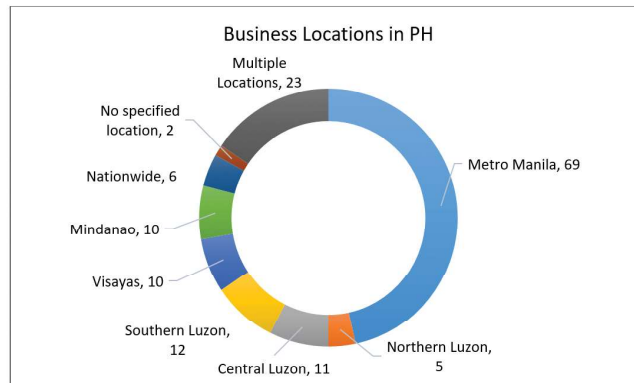 Business Locations in PH
Multiple
Locations, 23
No specified
location, 2
Nationwide, 6
Mindanao, 10
Visayas, 10
Southern Luzon,
12
Central Luzon, 11
Northern Luzon,
5
Metro Manila, 69